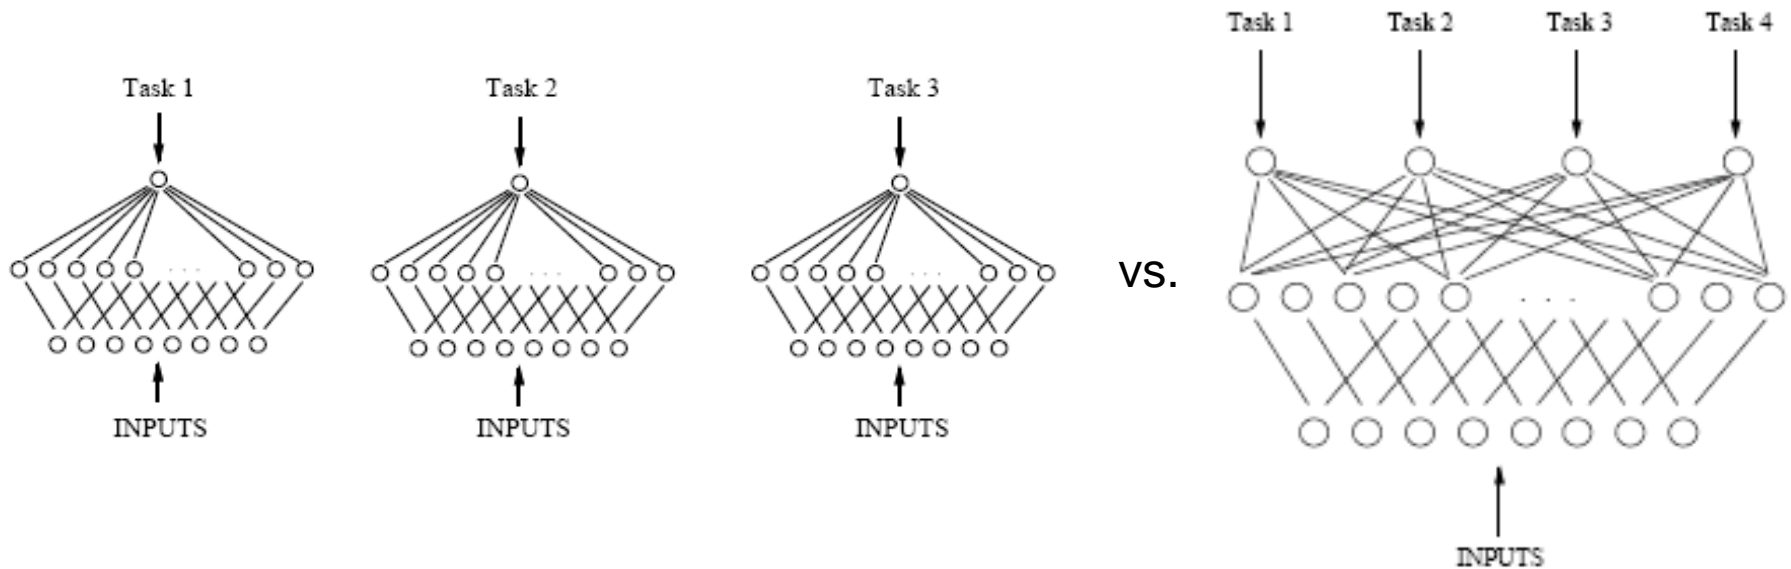 Task 1
Task 2
Task 3
INPUTS
INPUTS
INPUTS
vs.
Task 1
Task 2
Task 3
Task 4
. . .
INPUTS